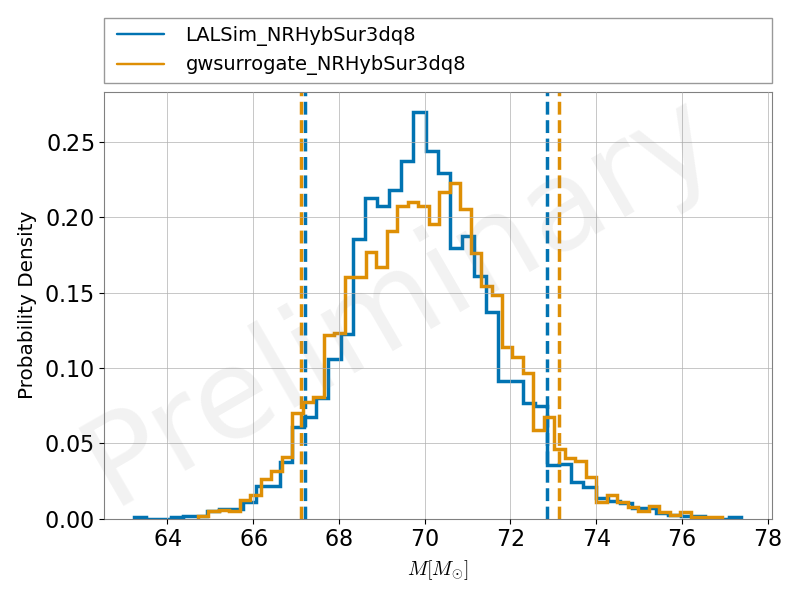 LALSim_NRHybSur3dq8
gwsurrogate_NRHybSur3dq8
Preliminary
Probability Density
0.25
0.20
0.15
0.10
0.05
0.00
64 66 68 70 72 74 76 78
M[M⊙]